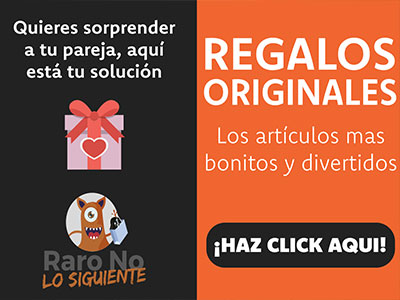 Quieres sorprender
a tu pareja, aquí
está tu solución
Raro No
LO SIGUIENTE
REGALOS
ORIGINALES
Los artículos mas
bonitos y divertidos
¡HAZ CLICK AQUI!